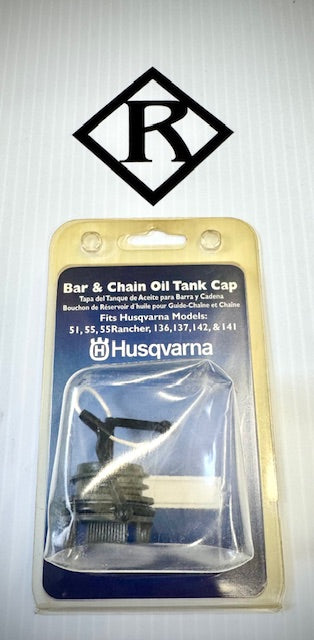 R
Bar & Chain Oil Tank Cap
Tapa del Tanque de Aceite para Barra y Cadena
Bouchon de Réservoir d'huile pour Guide-Chaîne et Chaîne
Fits Husqvarna Models:
51, 55, 55Rancher, 136,137,142, & 141
H Husqvarna